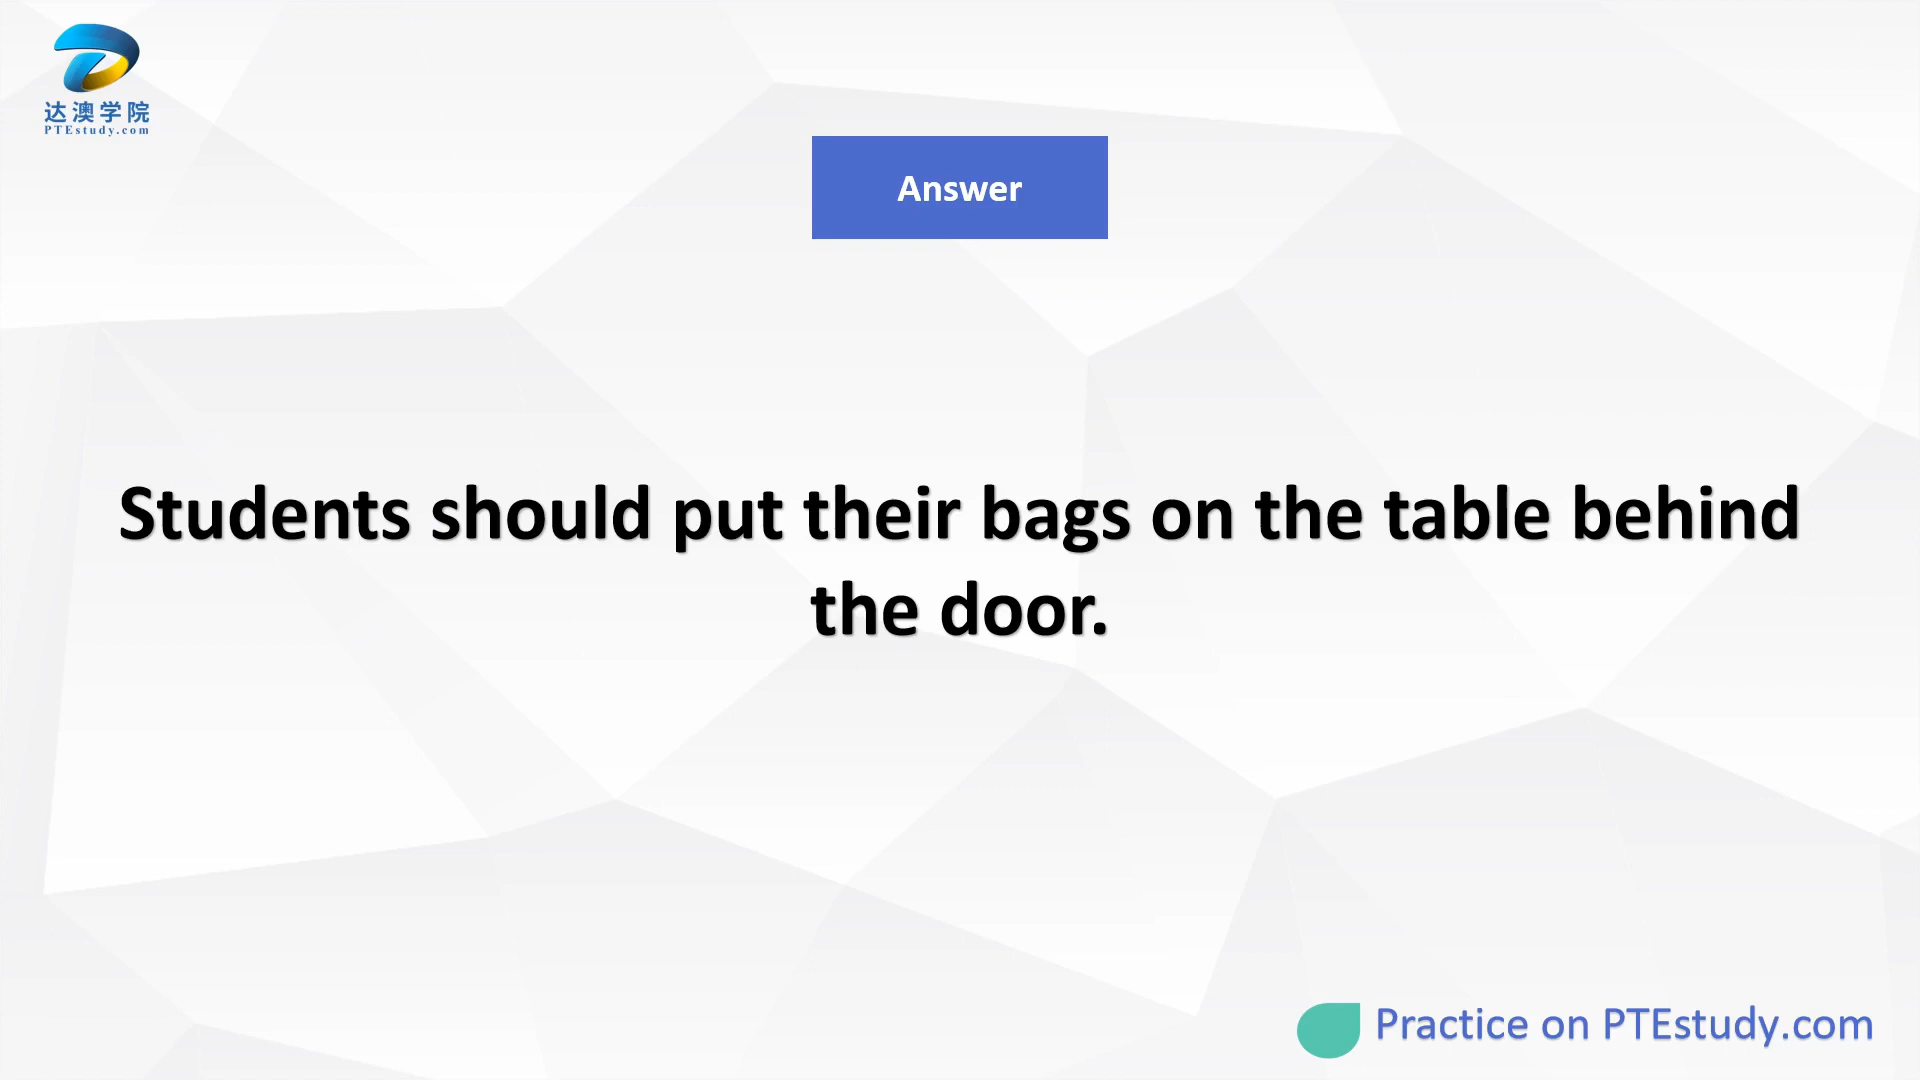 达澳学院
PTEstudy.com
Answer
Students should put their bags on the table behind
the door.
Practice on PTEstudy.com